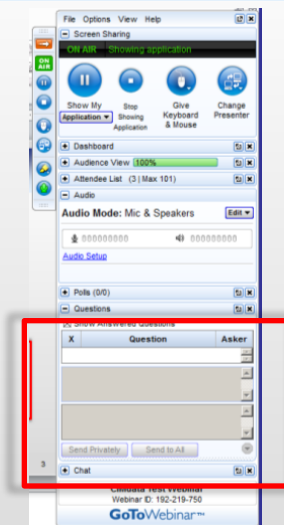 File Options View Help
Screen Sharing
ON AIR Showing application
ON AIR
Show My Application
Stop Showing Application
Give Keyboard & Mouse
Change Presenter
Dashboard
Audience View 100%
Attendee List (3 | Max 101)
Audio
Audio Mode: Mic & Speakers Edit
000000000 000000000
Audio Setup
Polls (0/0)
Questions
Show Answered Questions
X Question Asker
Send Privately Send to All
3
Chat
Webinar ID: 192-219-750
GoToWebinar™